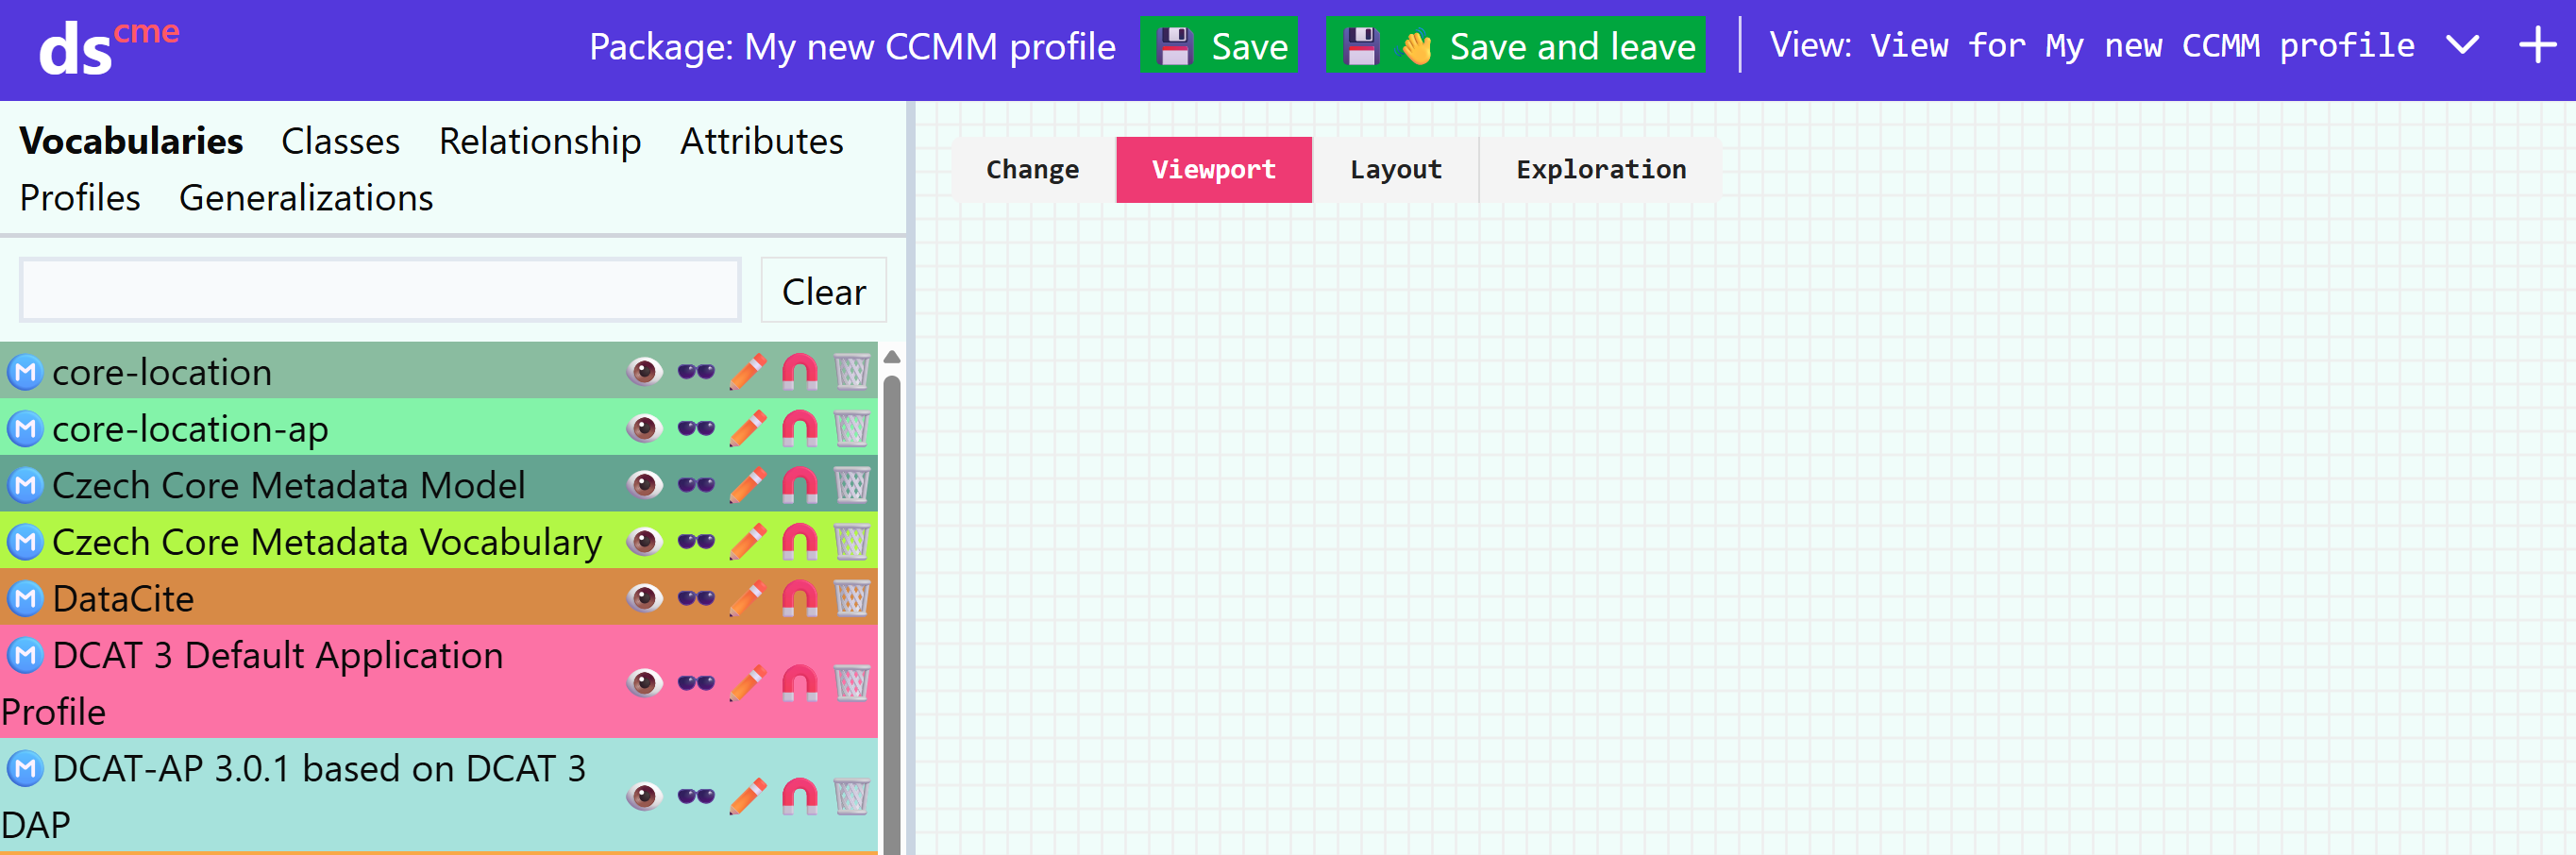 ds cme
Package: My new CCMM profile 💾 Save 💾 👋 Save and leave View: View for My new CCMM profile
Vocabularies Classes Relationship Attributes
Profiles Generalizations
Change Viewport Layout Exploration
Clear
M core-location
M core-location-ap
M Czech Core Metadata Model
M Czech Core Metadata Vocabulary
M DataCite
M DCAT 3 Default Application
Profile
M DCAT-AP 3.0.1 based on DCAT 3
DAP